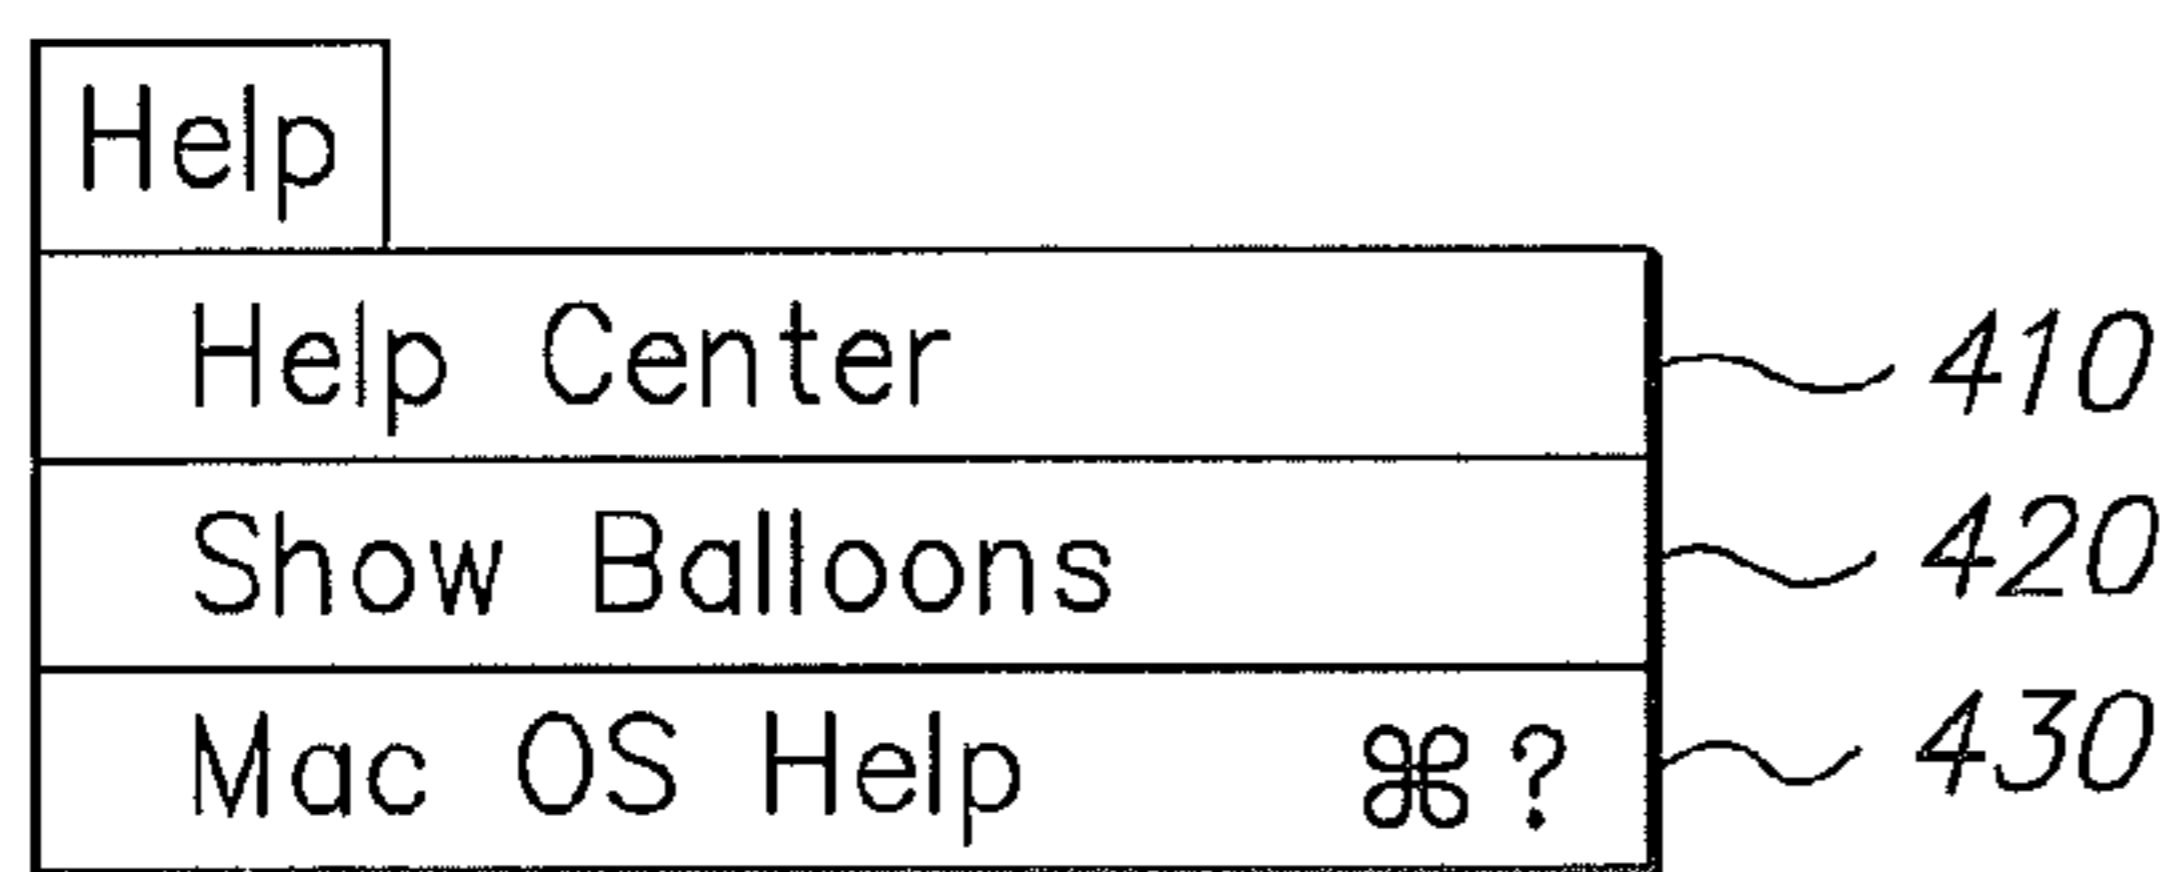 Help
Help Center 410
Show Balloons 420
Mac OS Help ⌘? 430